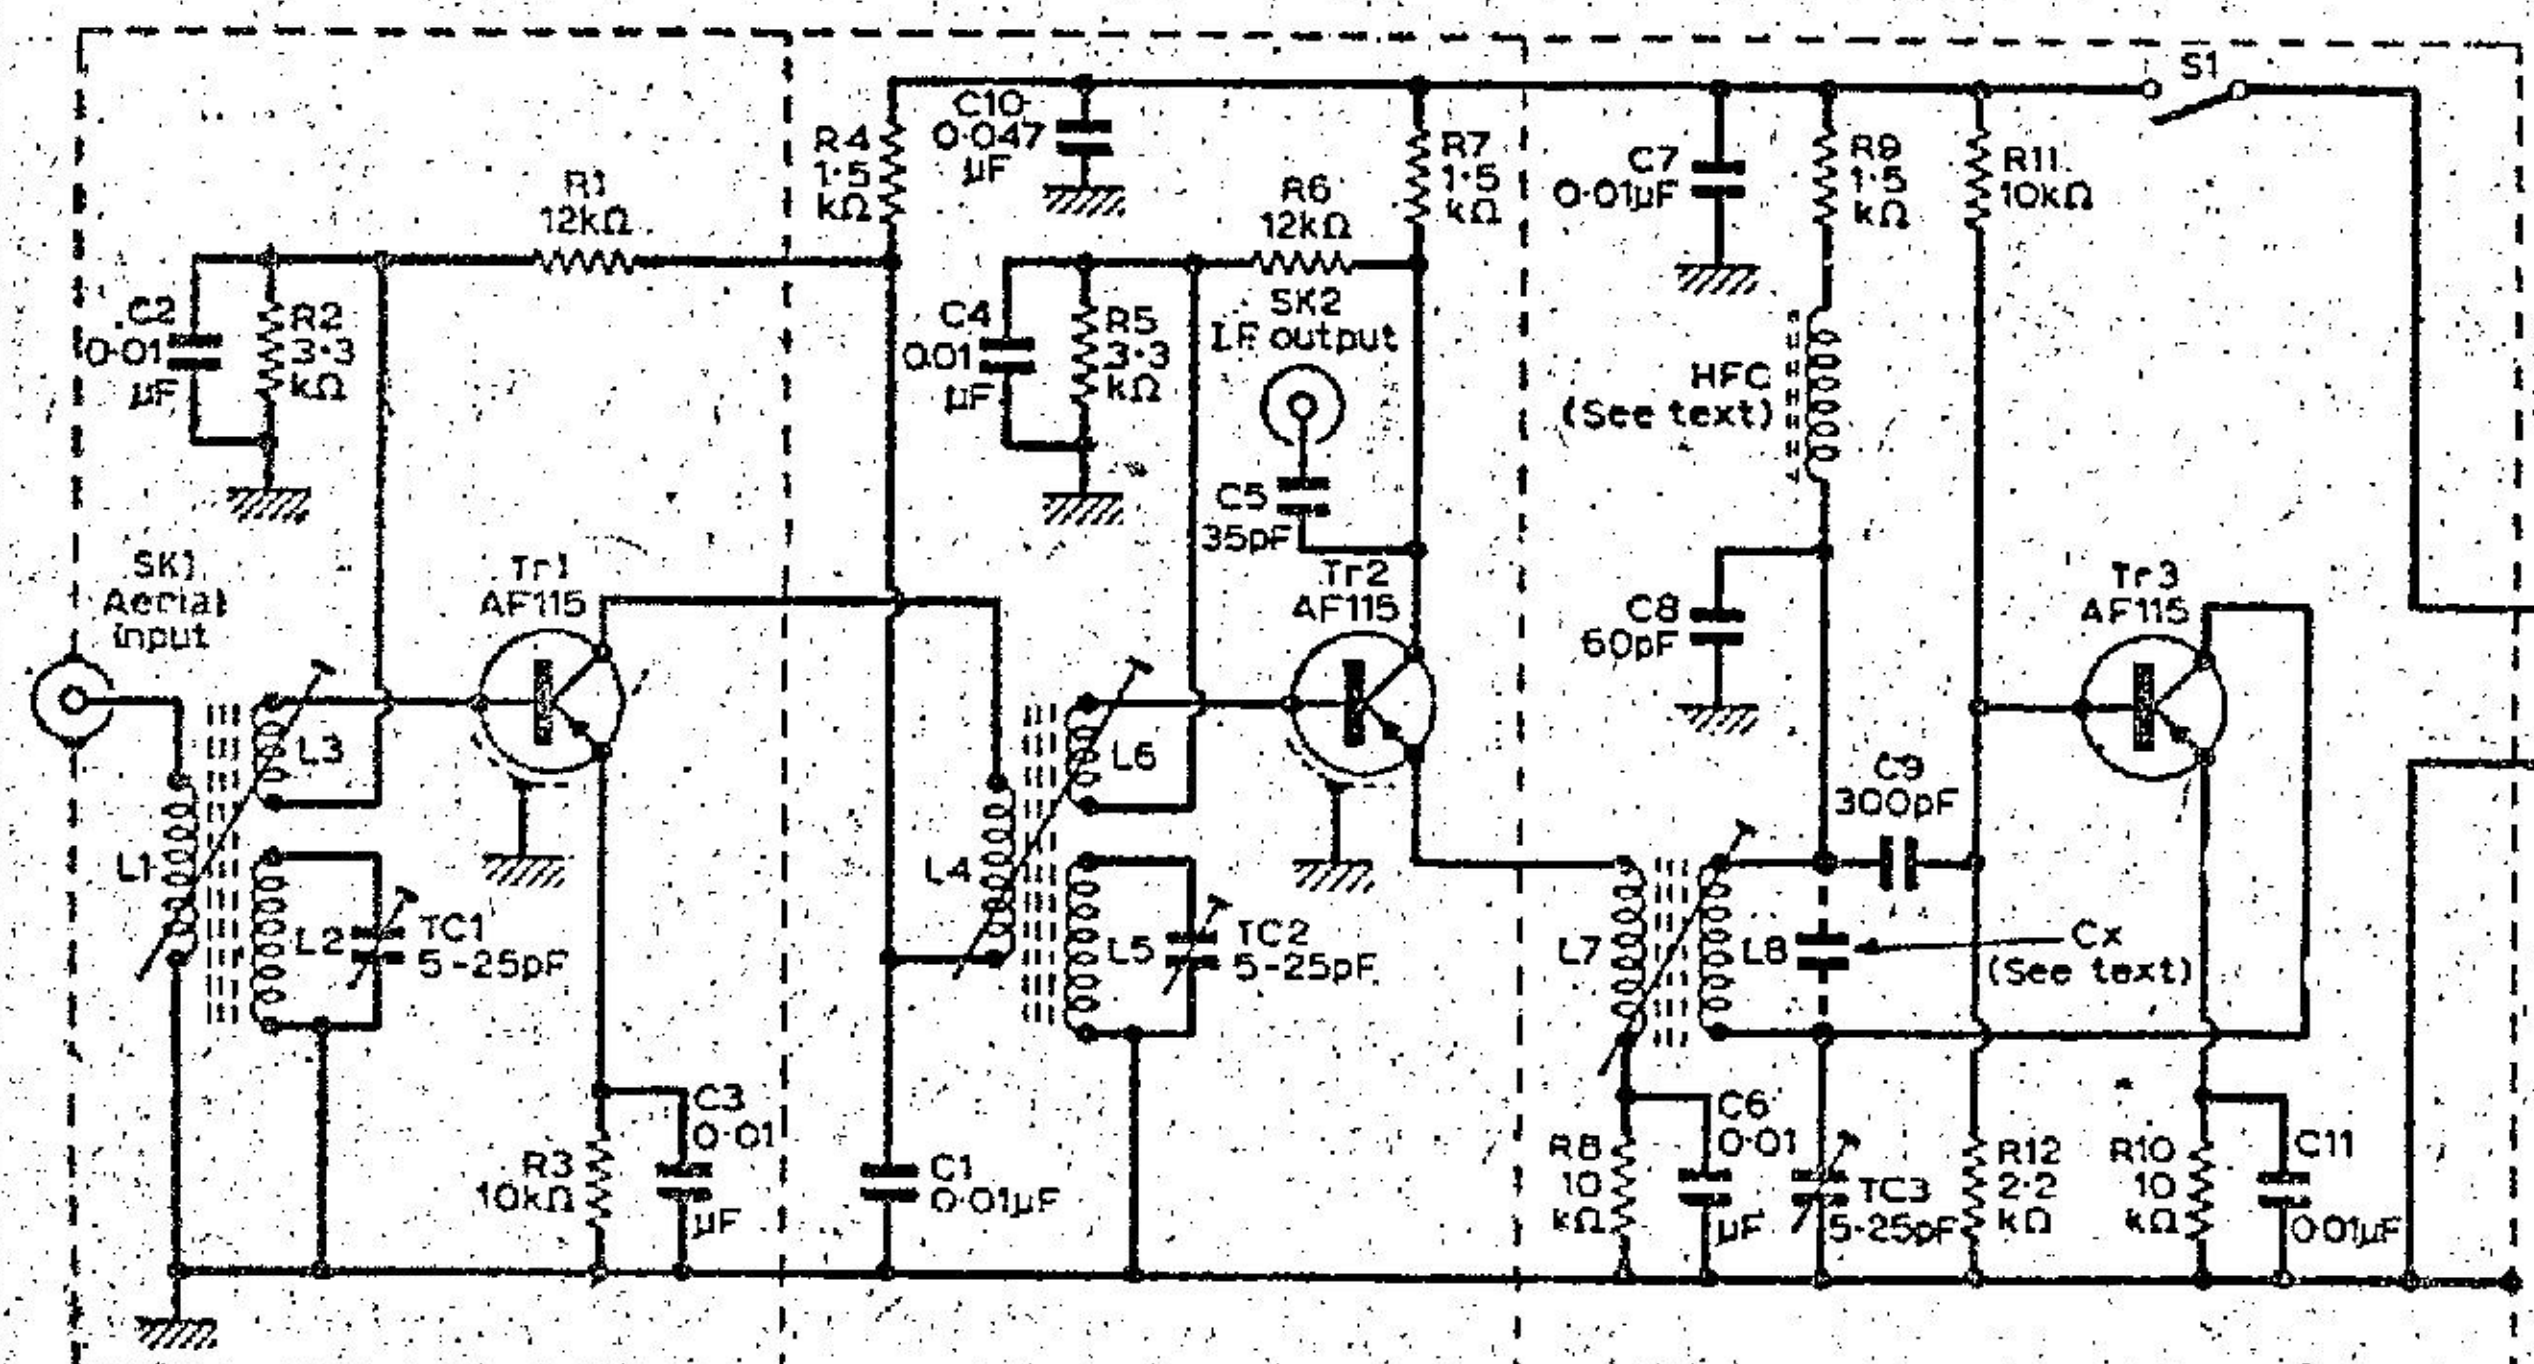 S1
C10
0·047
µF
R4
1·5
kΩ
R7
1·5
kΩ
C7
0·01µF
R9
1·5
kΩ
R11
10kΩ
R1
12kΩ
R6
12kΩ
C2
0·01
µF
R2
3·3
kΩ
C4
0.01
µF
R5
3·3
kΩ
SK2
I.F output
HFC
(See text)
C5
35pF
SK1
Aerial
input
Tr1
AF115
Tr2
AF115
C8
60pF
Tr3
AF115
L3
L6
C9
300pF
L1
L2
TC1
5-25pF
L4
L5
TC2
5-25pF
L7
L8
Cx
(See text)
R3
10kΩ
C3
0·01
µF
C1
0·01µF
R8
10
kΩ
C6
0·01
µF
TC3
5-25pF
R12
2·2
kΩ
R10
10
kΩ
C11
0·01µF